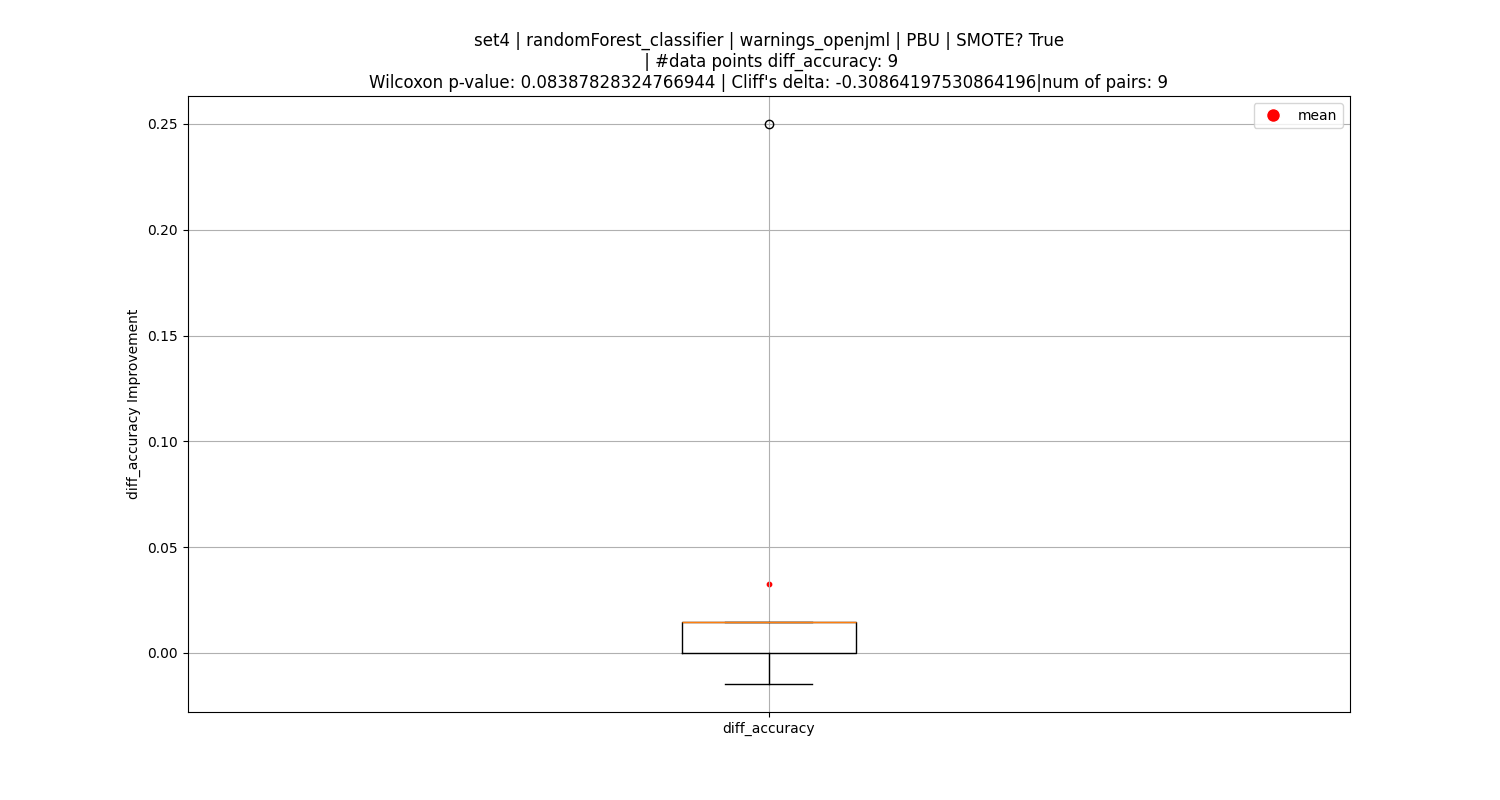 set4 | randomForest_classifier | warnings_openjml | PBU | SMOTE? True
| #data points diff_accuracy: 9
Wilcoxon p-value: 0.08387828324766944 | Cliff's delta: -0.30864197530864196|num of pairs: 9
mean
0.25
0.20
0.15
0.10
0.05
0.00
diff_accuracy Improvement
diff_accuracy